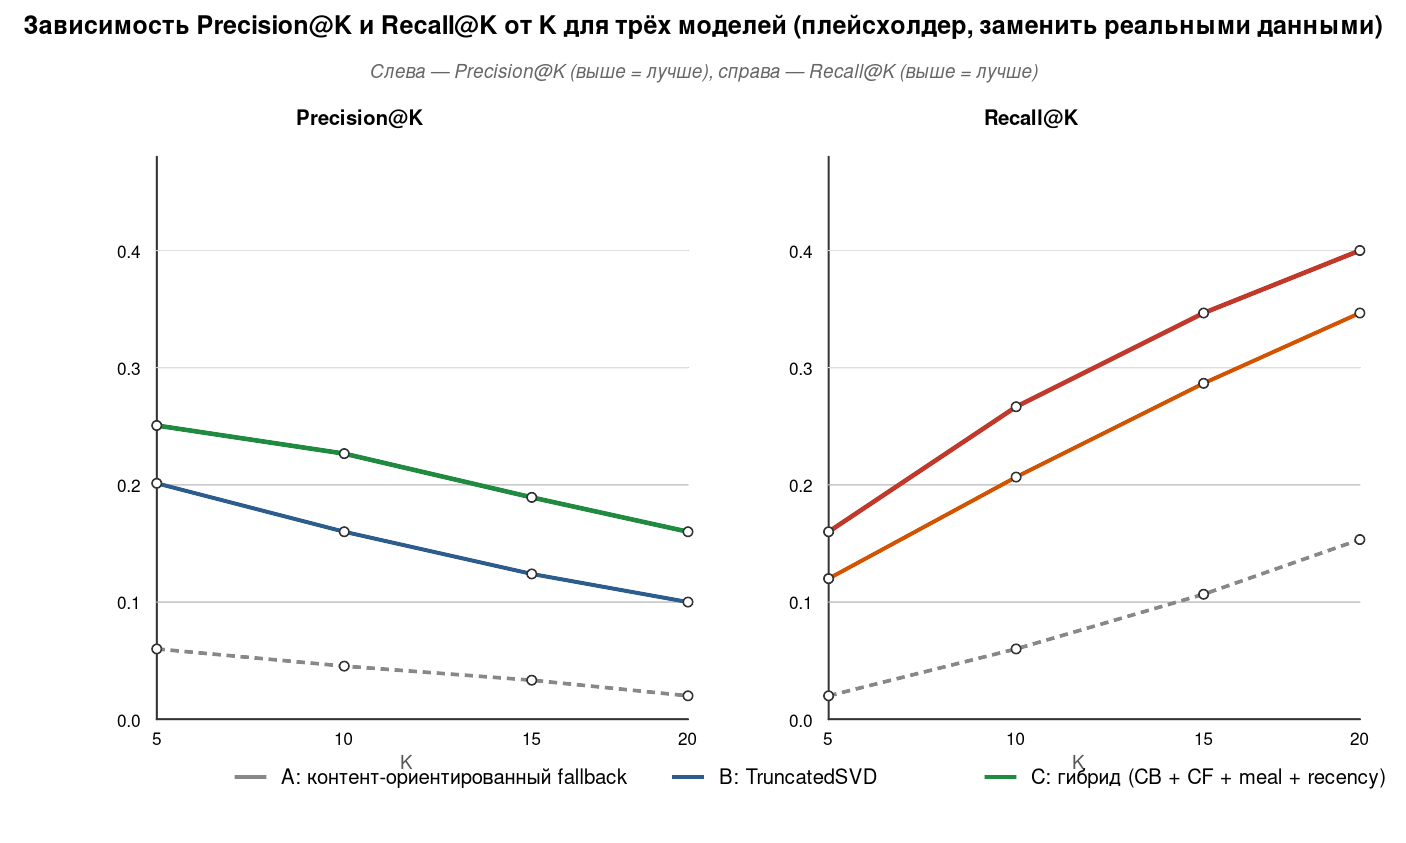 Зависимость Precision@K и Recall@K от K для трёх моделей (плейсхолдер, заменить реальными данными)
Слева — Precision@K (выше = лучше), справа — Recall@K (выше = лучше)
Precision@K
0.4
0.3
0.2
0.1
0.0
5 10 15 20
K
Recall@K
0.4
0.3
0.2
0.1
0.0
5 10 15 20
K
A: контент-ориентированный fallback
B: TruncatedSVD
C: гибрид (CB + CF + meal + recency)